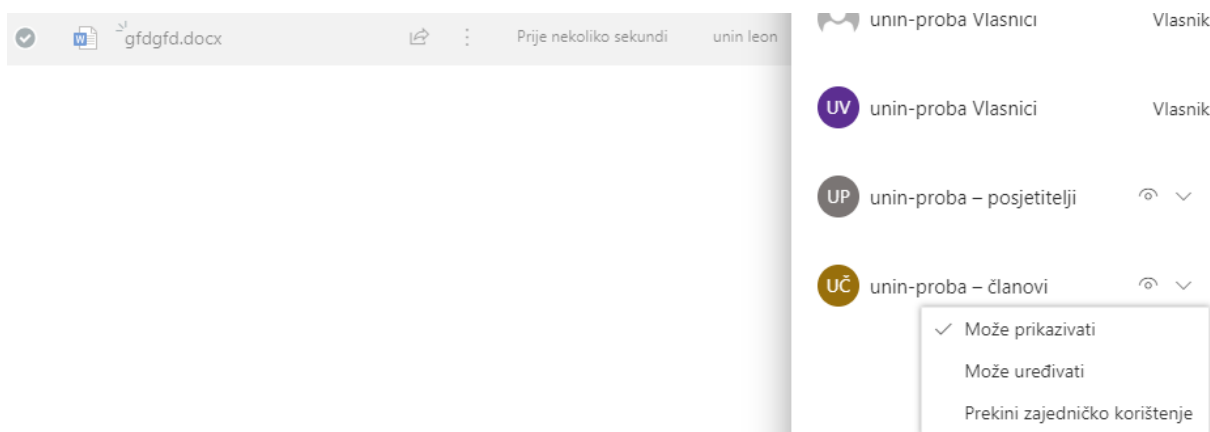 gfdgfd.docx
Prije nekoliko sekundi
unin leon
unin-proba Vlasnici
Vlasnik
UV
unin-proba Vlasnici
Vlasnik
UP
unin-proba – posjetitelji
UČ
unin-proba – članovi
Može prikazivati
Može uređivati
Prekini zajedničko korištenje